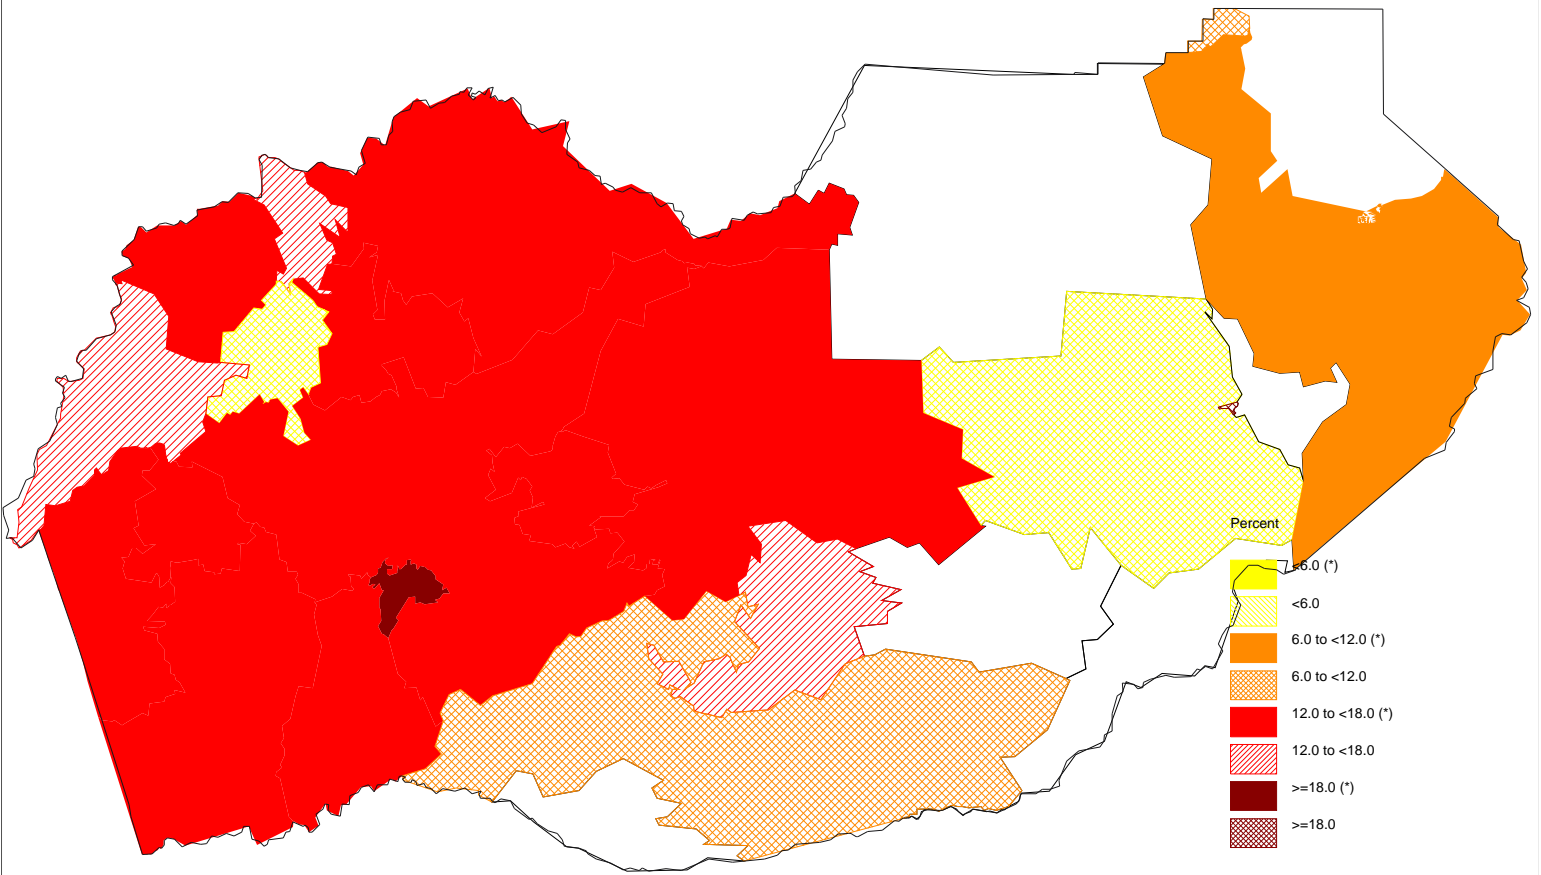 Percent
<6.0 (*)
<6.0
6.0 to <12.0 (*)
6.0 to <12.0
12.0 to <18.0 (*)
12.0 to <18.0
>=18.0 (*)
>=18.0